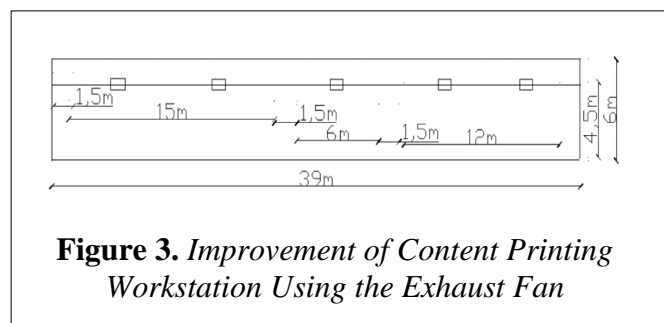 1,5m
15m
1,5m
6m
1,5m
12m
4,5m
6m
39m
Figure 3. Improvement of Content Printing
Workstation Using the Exhaust Fan